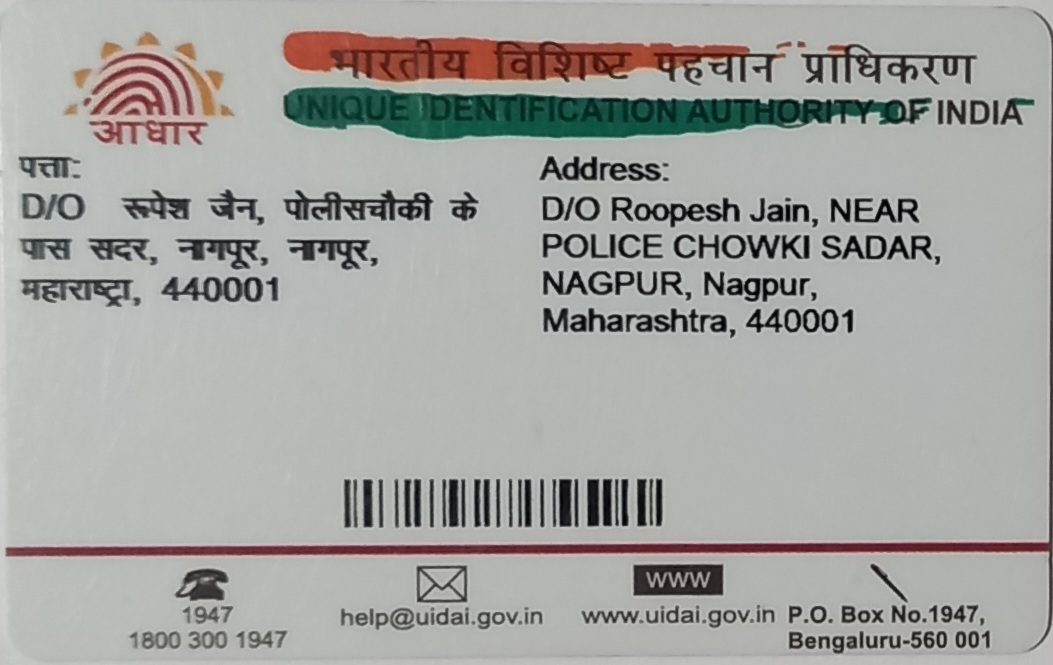 भारतीय विशिष्ट पहचान प्राधिकरण
UNIQUE IDENTIFICATION AUTHORITY OF INDIA
आधार
पत्ता:
D/O रूपेश जैन, पोलीसचौकी के
पास सदर, नागपूर, नागपूर,
महाराष्ट्रा, 440001
Address:
D/O Roopesh Jain, NEAR
POLICE CHOWKI SADAR,
NAGPUR, Nagpur,
Maharashtra, 440001
1947
1800 300 1947
help@uidai.gov.in
www
www.uidai.gov.in
P.O. Box No.1947,
Bengaluru-560 001